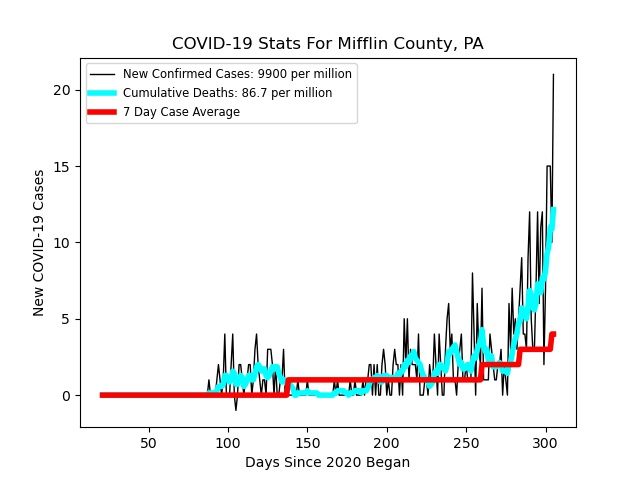 COVID-19 Stats For Mifflin County, PA
New Confirmed Cases: 9900 per million
Cumulative Deaths: 86.7 per million
7 Day Case Average
New COVID-19 Cases
20
15
10
5
0
50 100 150 200 250 300
Days Since 2020 Began